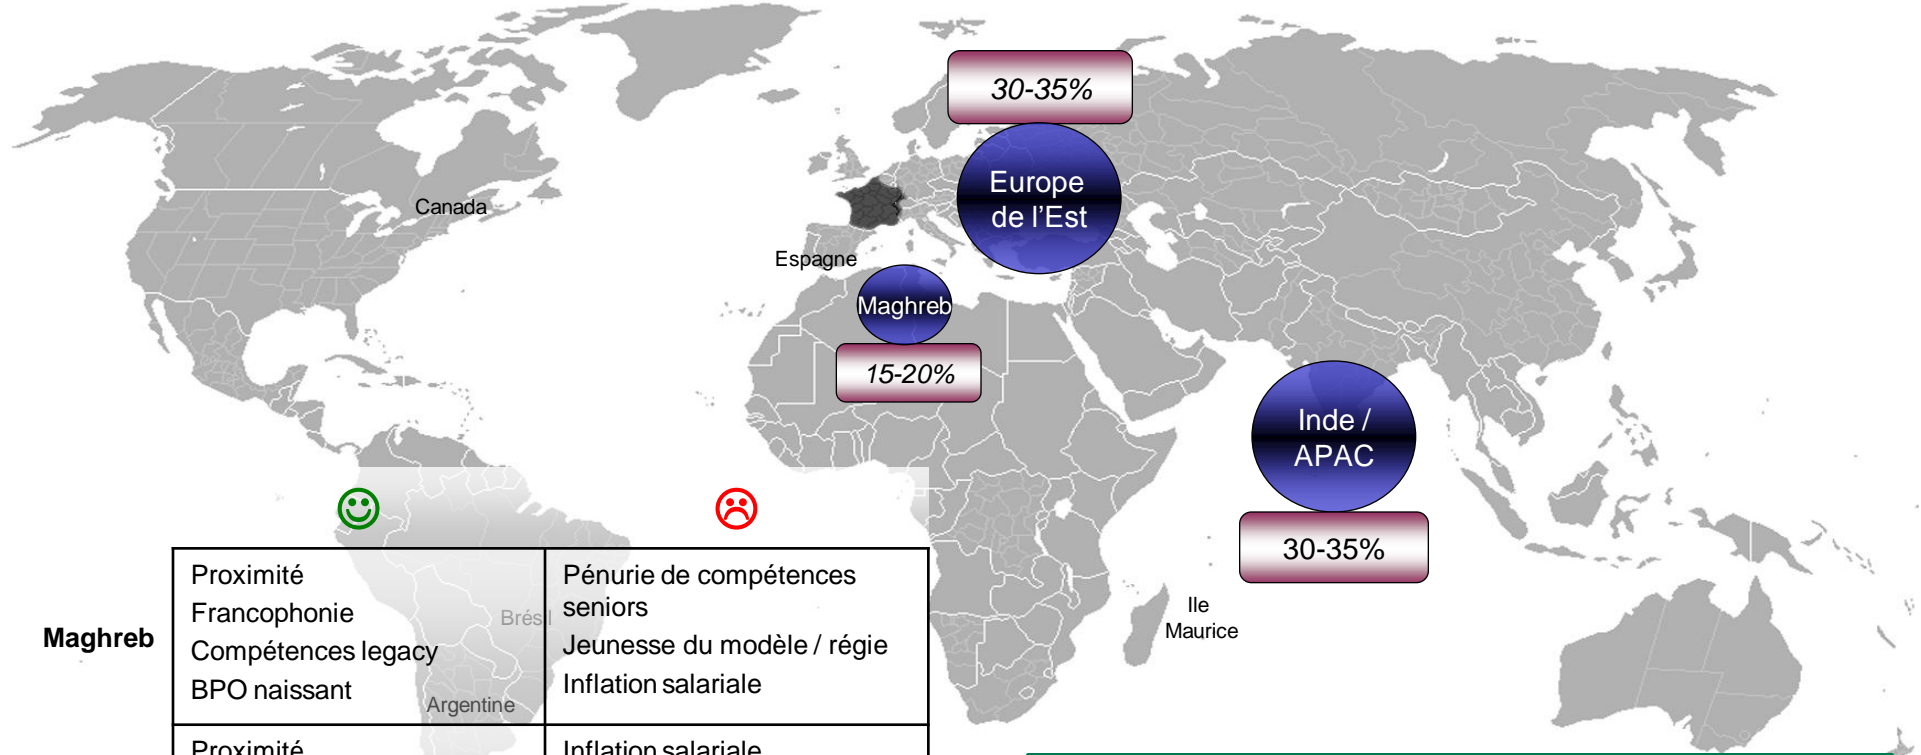 30-35%
Europe
de l'Est
Canada
Espagne
Maghreb
15-20%
Inde /
APAC
30-35%
Ile
Maurice
Brésil
Argentine
Maghreb
Proximité
Francophonie
Compétences legacy
BPO naissant
Pénurie de compétences
seniors
Jeunesse du modèle / régie
Inflation salariale
Proximité
Inflation salariale